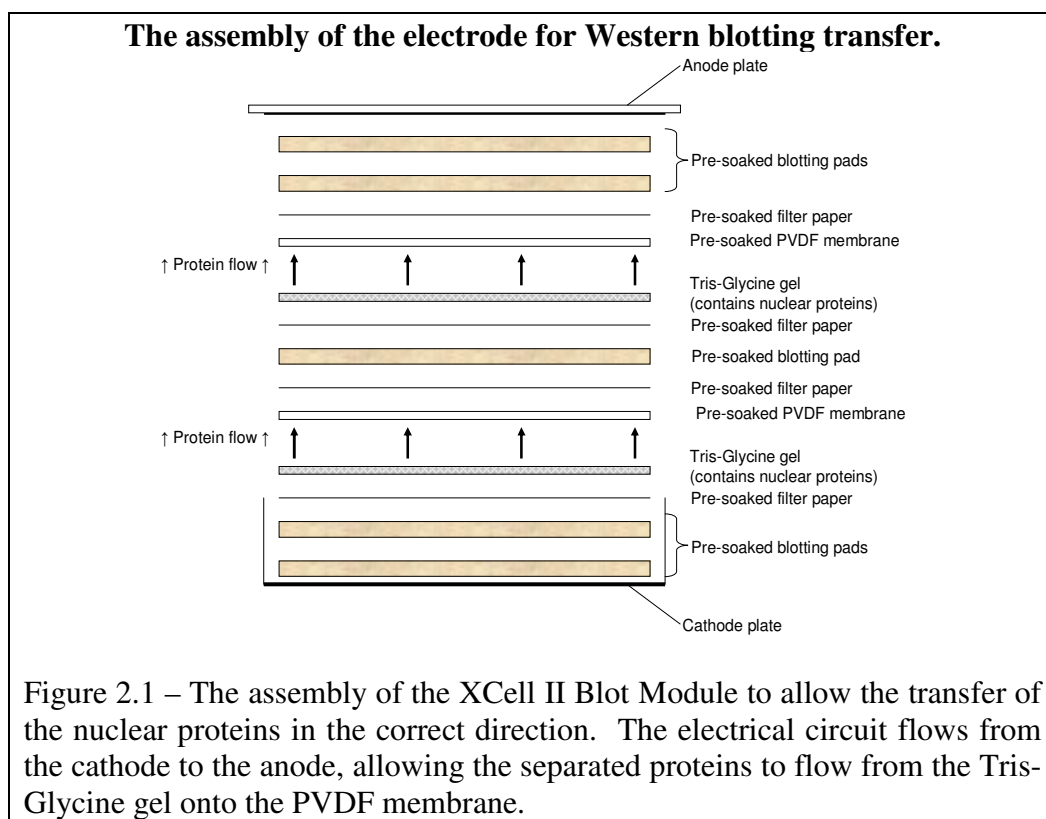 The assembly of the electrode for Western blotting transfer.
Anode plate
Pre-soaked blotting pads
Pre-soaked filter paper
Pre-soaked PVDF membrane
↑ Protein flow ↑
Tris-Glycine gel
(contains nuclear proteins)
Pre-soaked filter paper
Pre-soaked blotting pad
Pre-soaked filter paper
Pre-soaked PVDF membrane
↑ Protein flow ↑
Tris-Glycine gel
(contains nuclear proteins)
Pre-soaked filter paper
Pre-soaked blotting pads
Cathode plate
Figure 2.1 – The assembly of the XCell II Blot Module to allow the transfer of
the nuclear proteins in the correct direction. The electrical circuit flows from
the cathode to the anode, allowing the separated proteins to flow from the Tris-
Glycine gel onto the PVDF membrane.